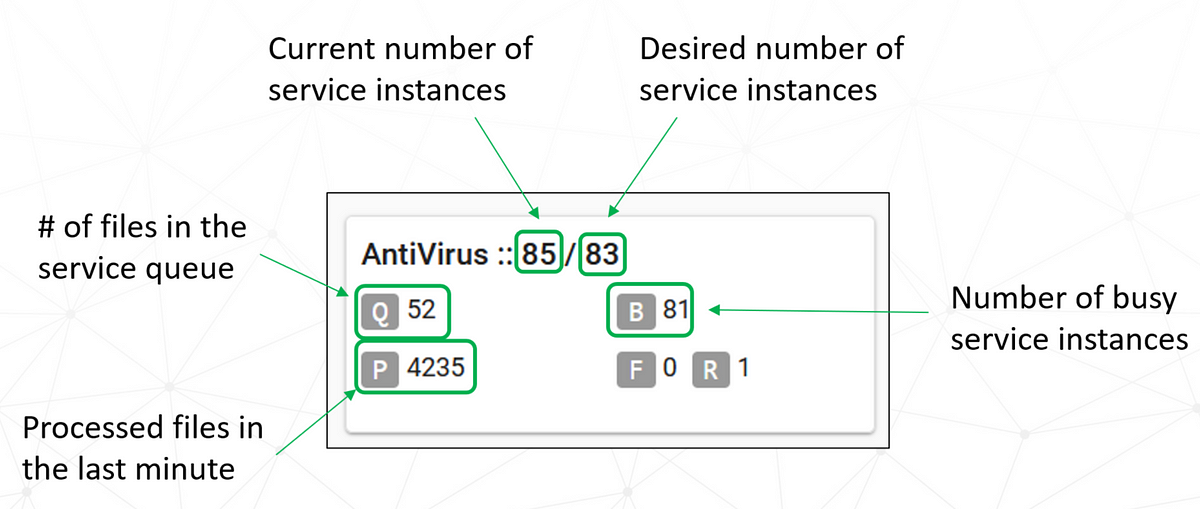 Current number of
service instances
Desired number of
service instances
# of files in the
service queue
AntiVirus :: 85 / 83
Q 52
B 81
P 4235
F 0 R 1
Number of busy
service instances
Processed files in
the last minute